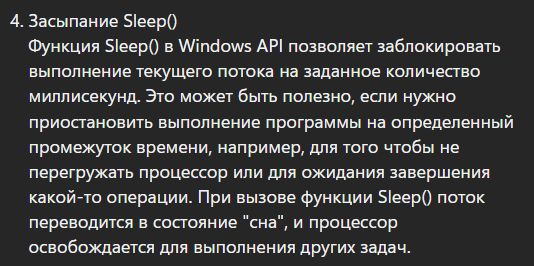 4. Засыпание Sleep()
Функция Sleep() в Windows API позволяет заблокировать
выполнение текущего потока на заданное количество
миллисекунд. Это может быть полезно, если нужно
приостановить выполнение программы на определенный
промежуток времени, например, для того чтобы не
перегружать процессор или для ожидания завершения
какой-то операции. При вызове функции Sleep() поток
переводится в состояние "сна", и процессор
освобождается для выполнения других задач.